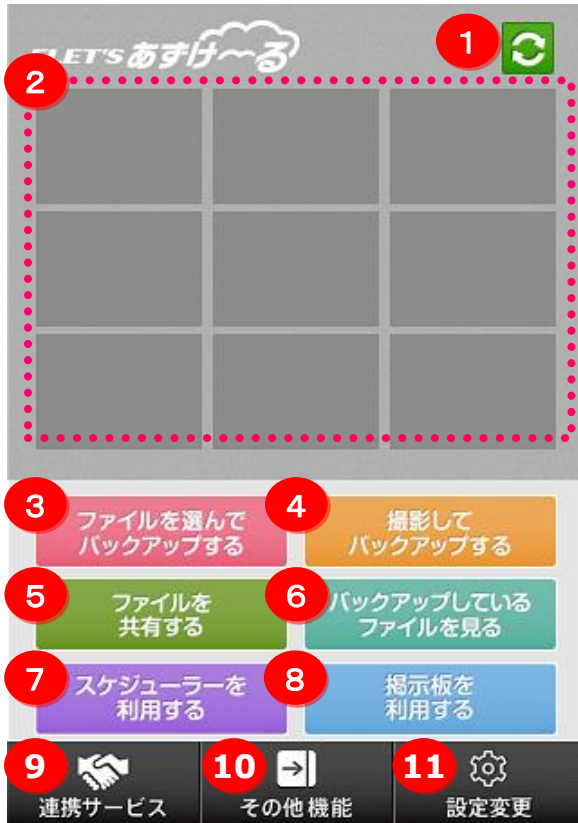 1
FLET'S あずけ〜る
2
3
ファイルを選んで
バックアップする
4
撮影して
バックアップする
5
ファイルを
共有する
6
バックアップしている
ファイルを見る
7
スケジューラーを
利用する
8
掲示板を
利用する
9
連携サービス
10
その他機能
11
設定変更